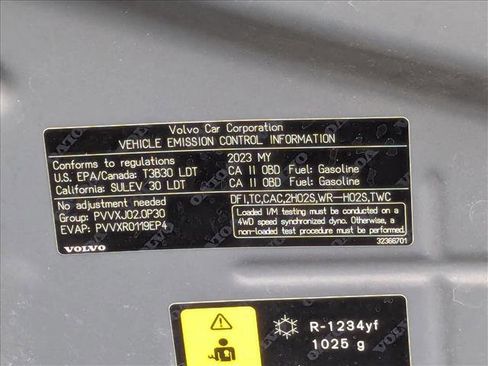 Volvo Car Corporation
VEHICLE EMISSION CONTROL INFORMATION
Conforms to regulations 2023 MY
U.S. EPA/Canada: T3B30 LDT CA II OBD Fuel: Gasoline
California: SULEV 30 LDT CA II OBD Fuel: Gasoline
No adjustment needed DFI,TC,CAC,2HO2S,WR-HO2S,TWC
Group: PVVXJ02.0P30
EVAP: PVVXR0119EP4
Loaded I/M testing must be conducted on a
4WD speed synchronized dyno. Otherwise, a
non-loaded test procedure must be performed.
VOLVO 32366701
R-1234yf
1025 g